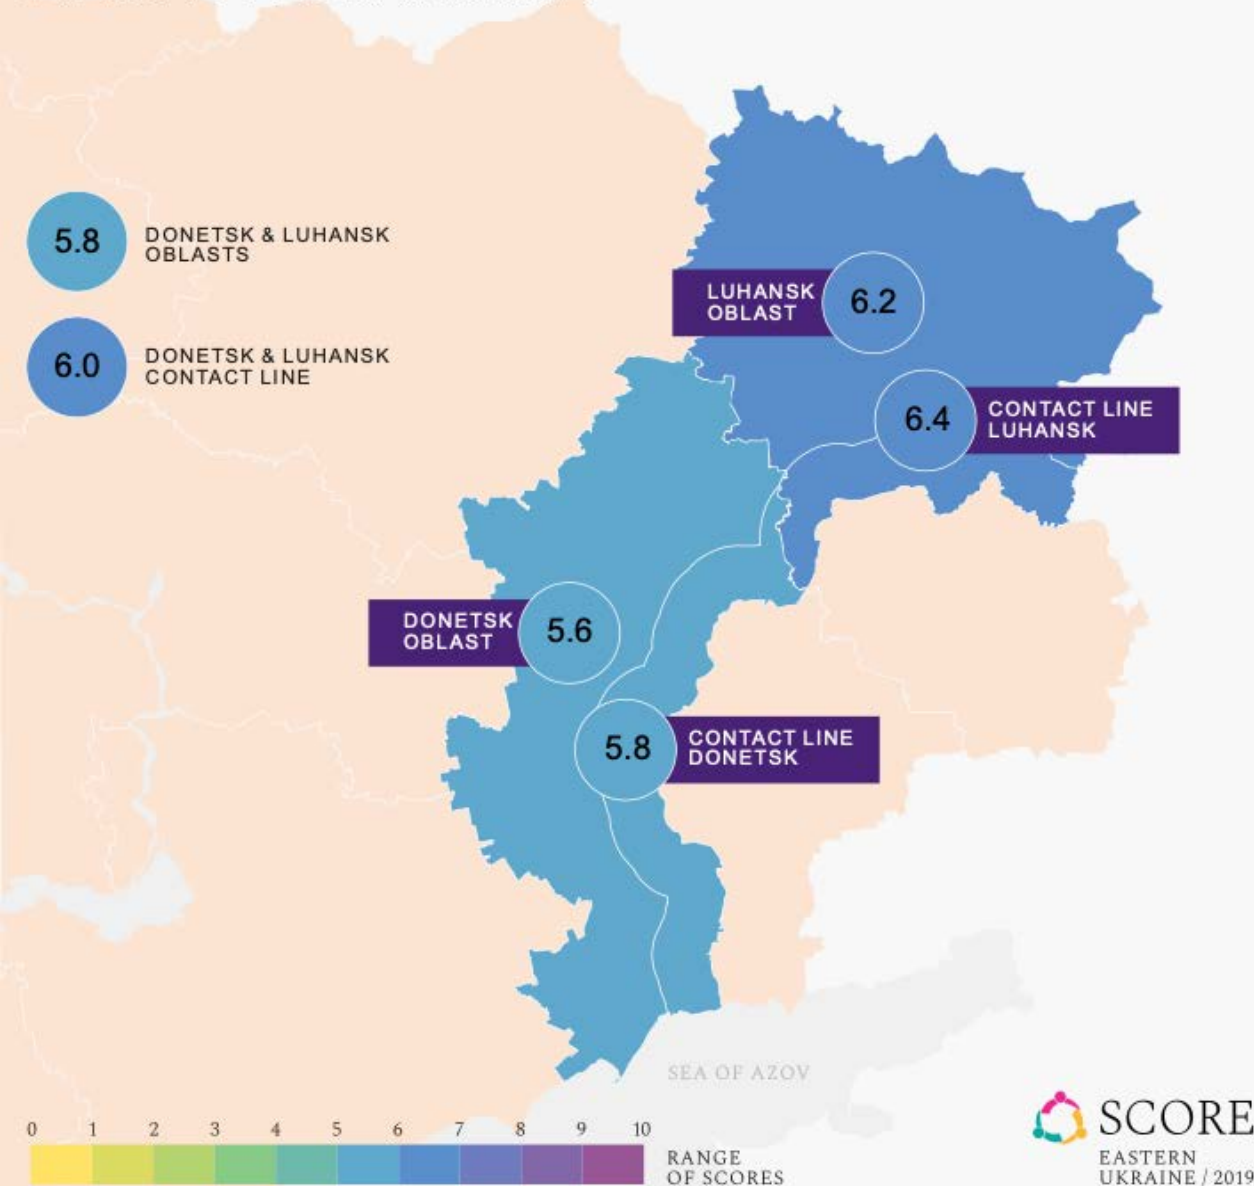 5.8
DONETSK & LUHANSK
OBLASTS
6.0
DONETSK & LUHANSK
CONTACT LINE
LUHANSK
OBLAST
6.2
6.4
CONTACT LINE
LUHANSK
DONETSK
OBLAST
5.6
5.8
CONTACT LINE
DONETSK
SEA OF AZOV
0 1 2 3 4 5 6 7 8 9 10
RANGE
OF SCORES
SCORE
EASTERN
UKRAINE / 2019